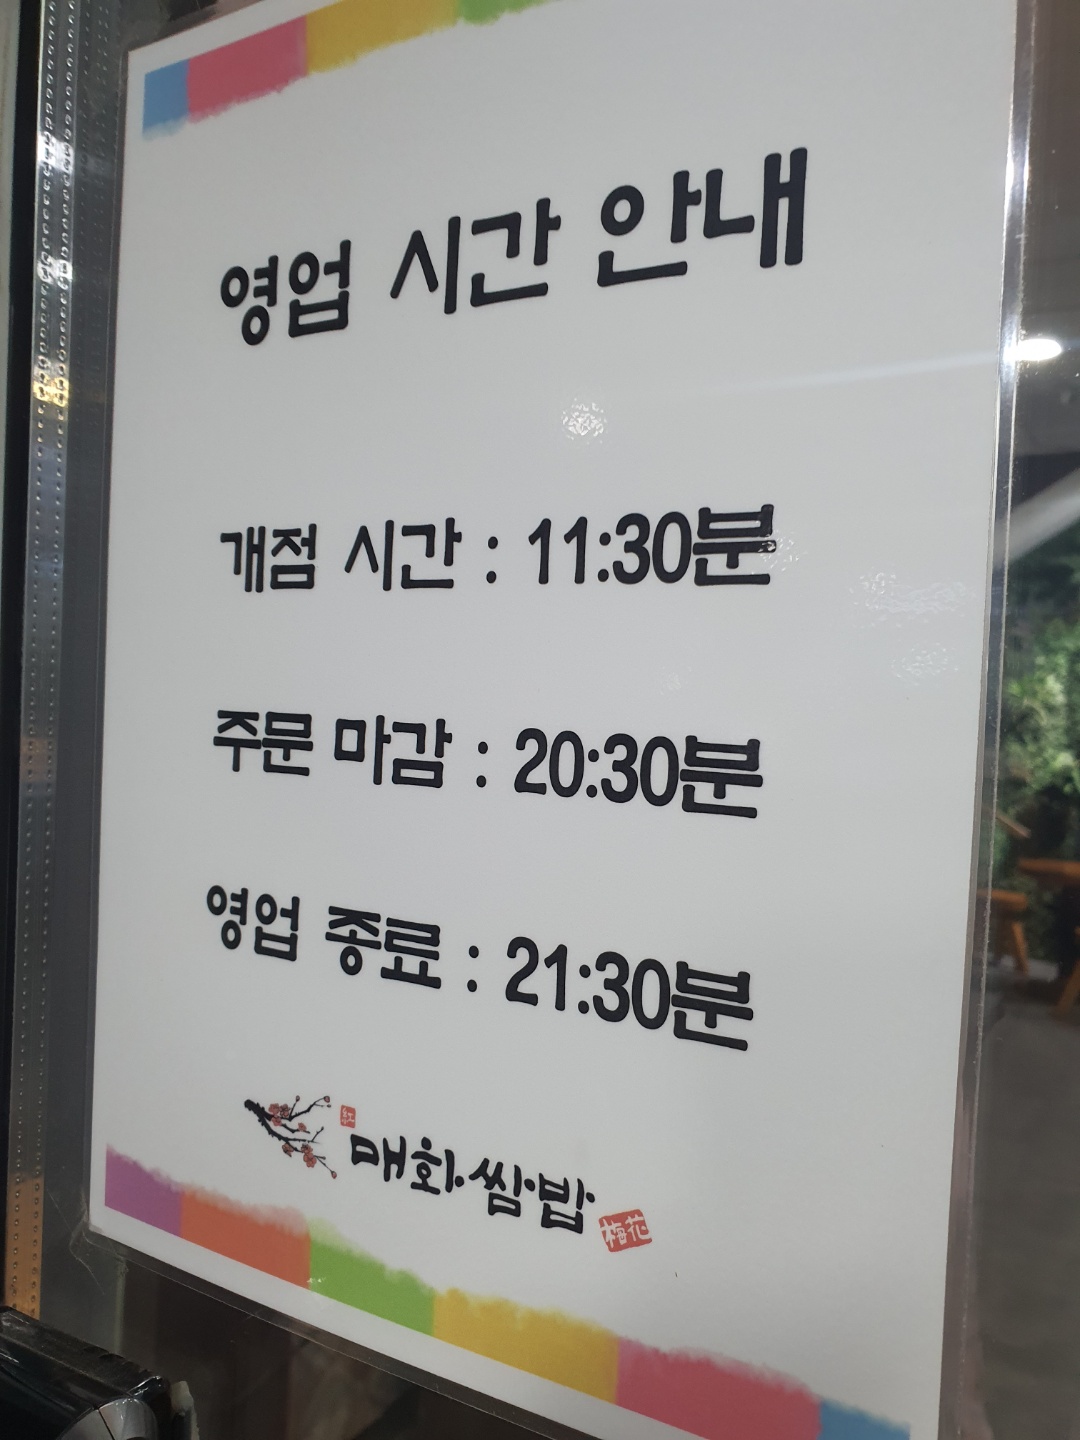 영업 시간 안내
개점 시간 : 11:30분
주문 마감 : 20:30분
영업 종료 : 21:30분
紅
매화쌈밥
梅花